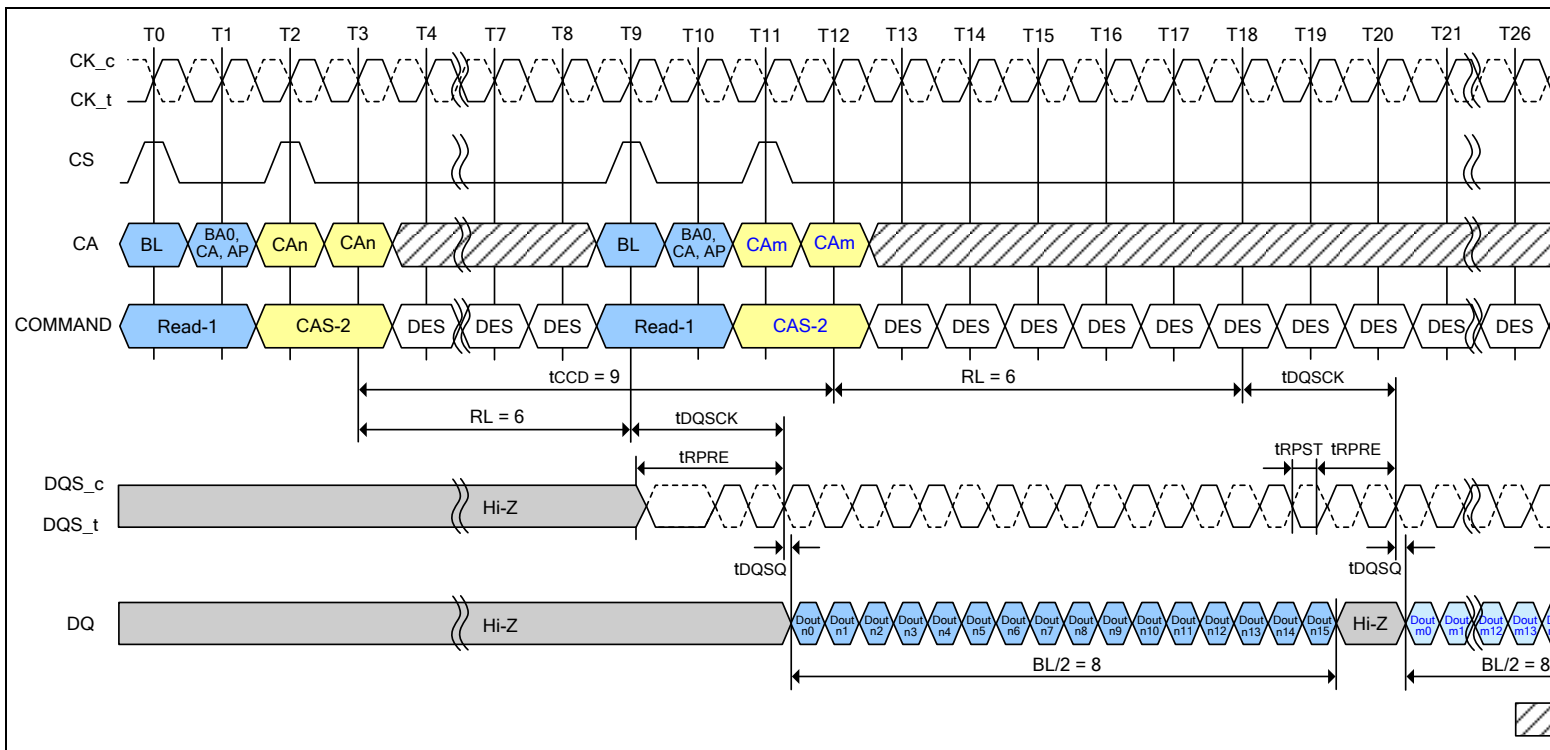 T0 T1 T2 T3 T4 T7 T8 T9 T10 T11 T12 T13 T14 T15 T16 T17 T18 T19 T20 T21 T26
CK_c
CK_t
CS
CA BL BA0, CA, AP CAn CAn BL BA0, CA, AP CAm CAm
COMMAND Read-1 CAS-2 DES DES DES Read-1 CAS-2 DES DES DES DES DES DES DES DES DES DES
tCCD = 9 RL = 6 tDQSCK
RL = 6 tDQSCK
tRPRE tRPST tRPRE
DQS_c
Hi-Z
DQS_t
tDQSQ tDQSQ
DQ Hi-Z Dout n0 Dout n1 Dout n2 Dout n3 Dout n4 Dout n5 Dout n6 Dout n7 Dout n8 Dout n9 Dout n10 Dout n11 Dout n12 Dout n13 Dout n14 Dout n15 Hi-Z Dout m0 Dout m1 Dout m12 Dout m13
BL/2 = 8 BL/2 = 8